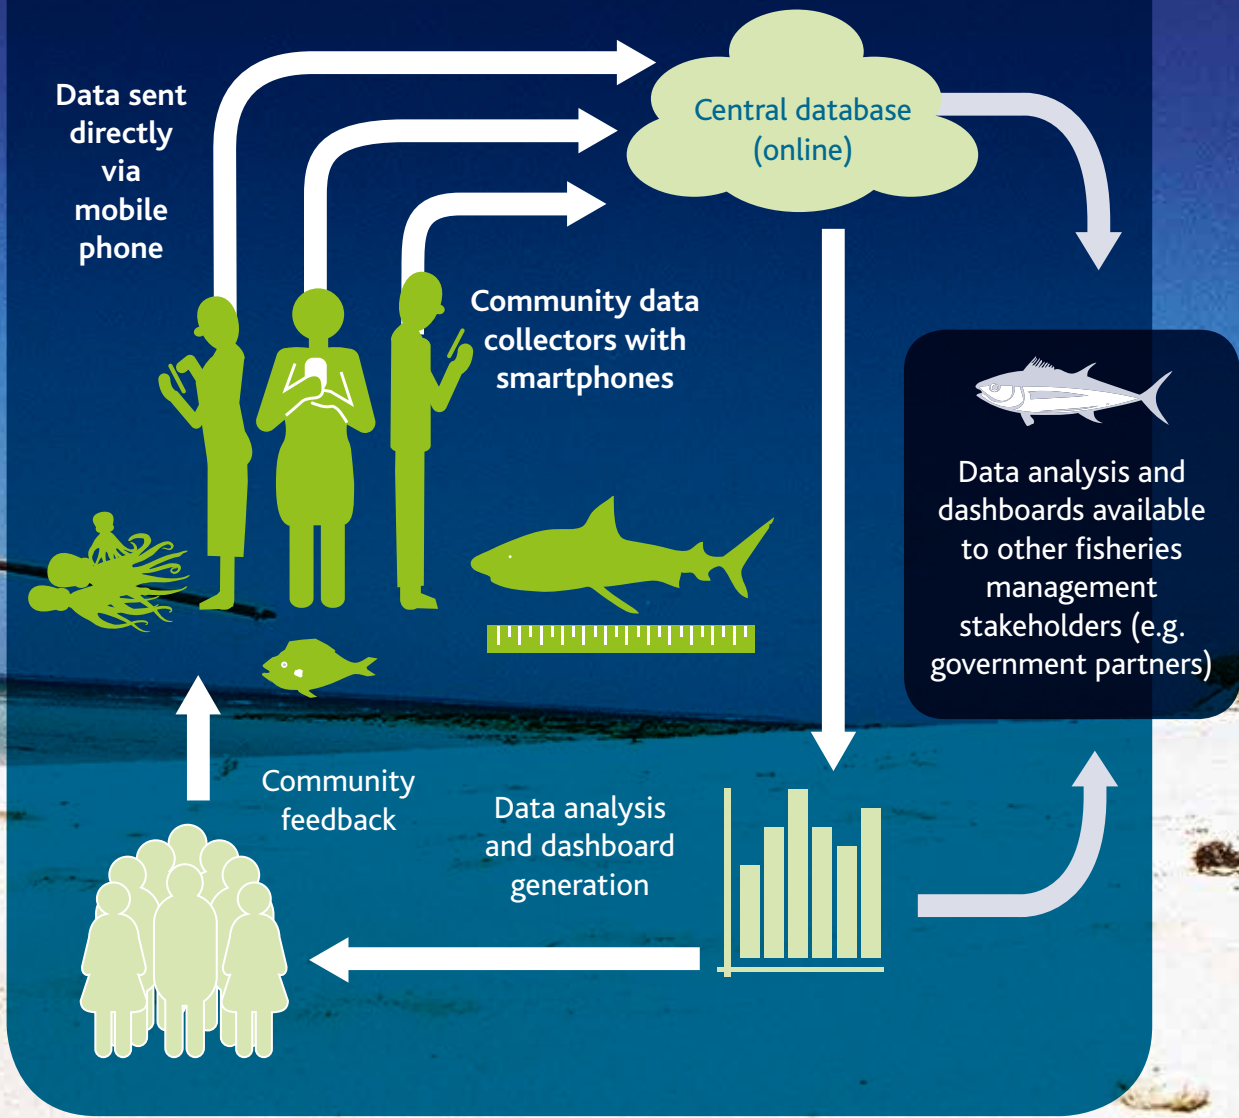 Data sent
directly
via
mobile
phone
Central database
(online)
Community data
collectors with
smartphones
Data analysis and
dashboards available
to other fisheries
management
stakeholders (e.g.
government partners)
Community
feedback
Data analysis
and dashboard
generation